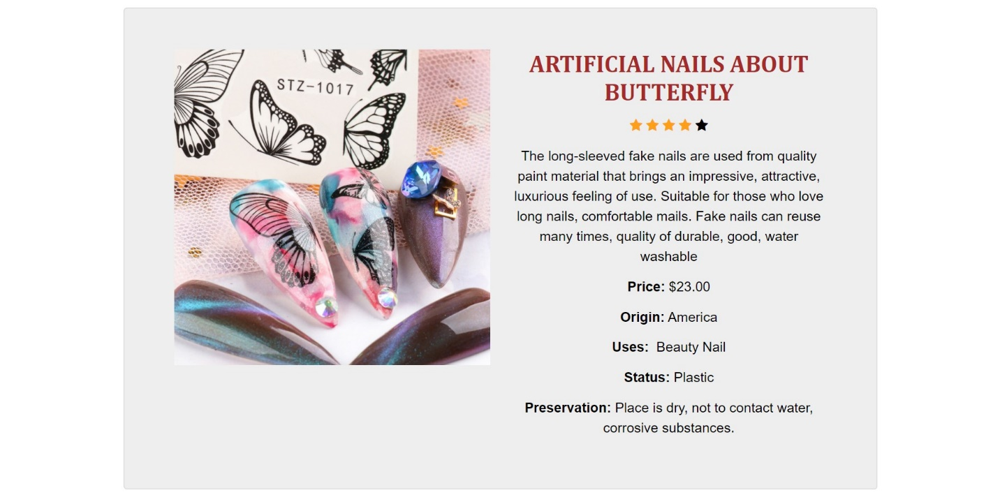 STZ-1017
ARTIFICIAL NAILS ABOUT
BUTTERFLY
The long-sleeved fake nails are used from quality
paint material that brings an impressive, attractive,
luxurious feeling of use. Suitable for those who love
long nails, comfortable mails. Fake nails can reuse
many times, quality of durable, good, water
washable
Price: $23.00
Origin: America
Uses:  Beauty Nail
Status: Plastic
Preservation: Place is dry, not to contact water,
corrosive substances.